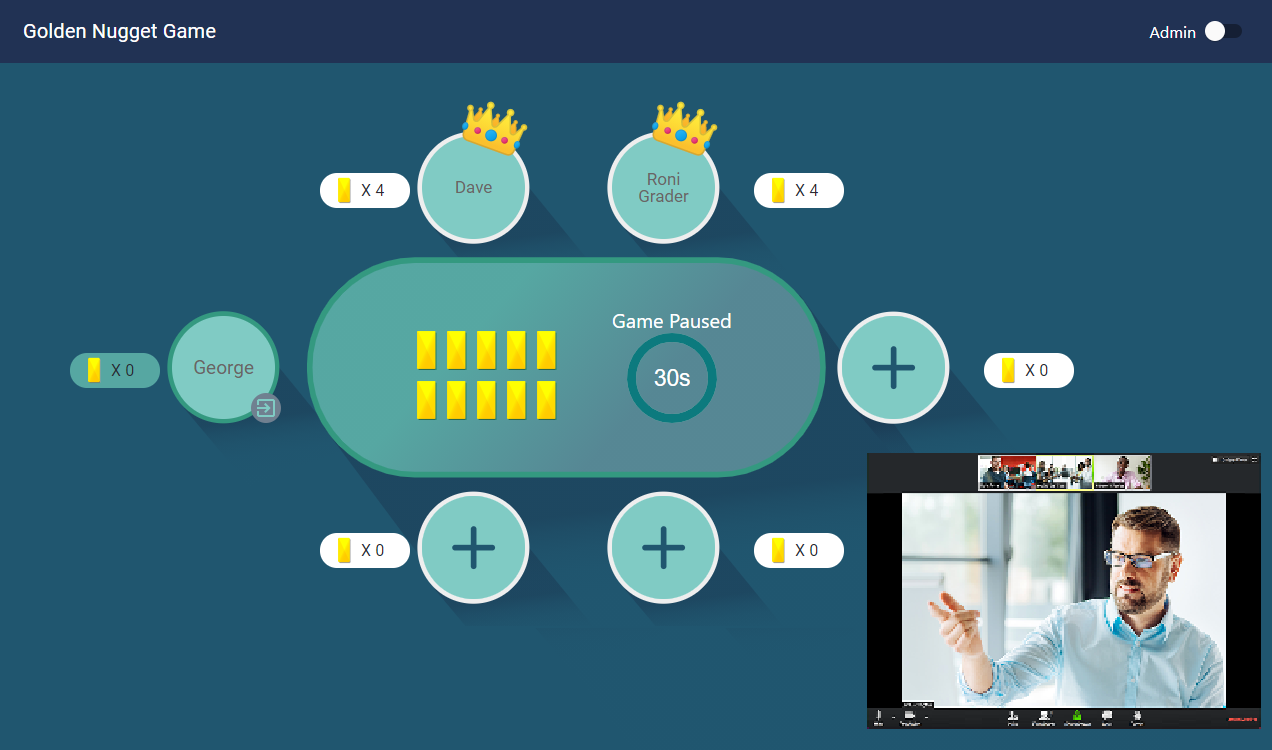 Golden Nugget Game
Admin
Dave
Roni
Grader
X 4
X 4
Game Paused
30s
George
X 0
X 0
X 0
X 0